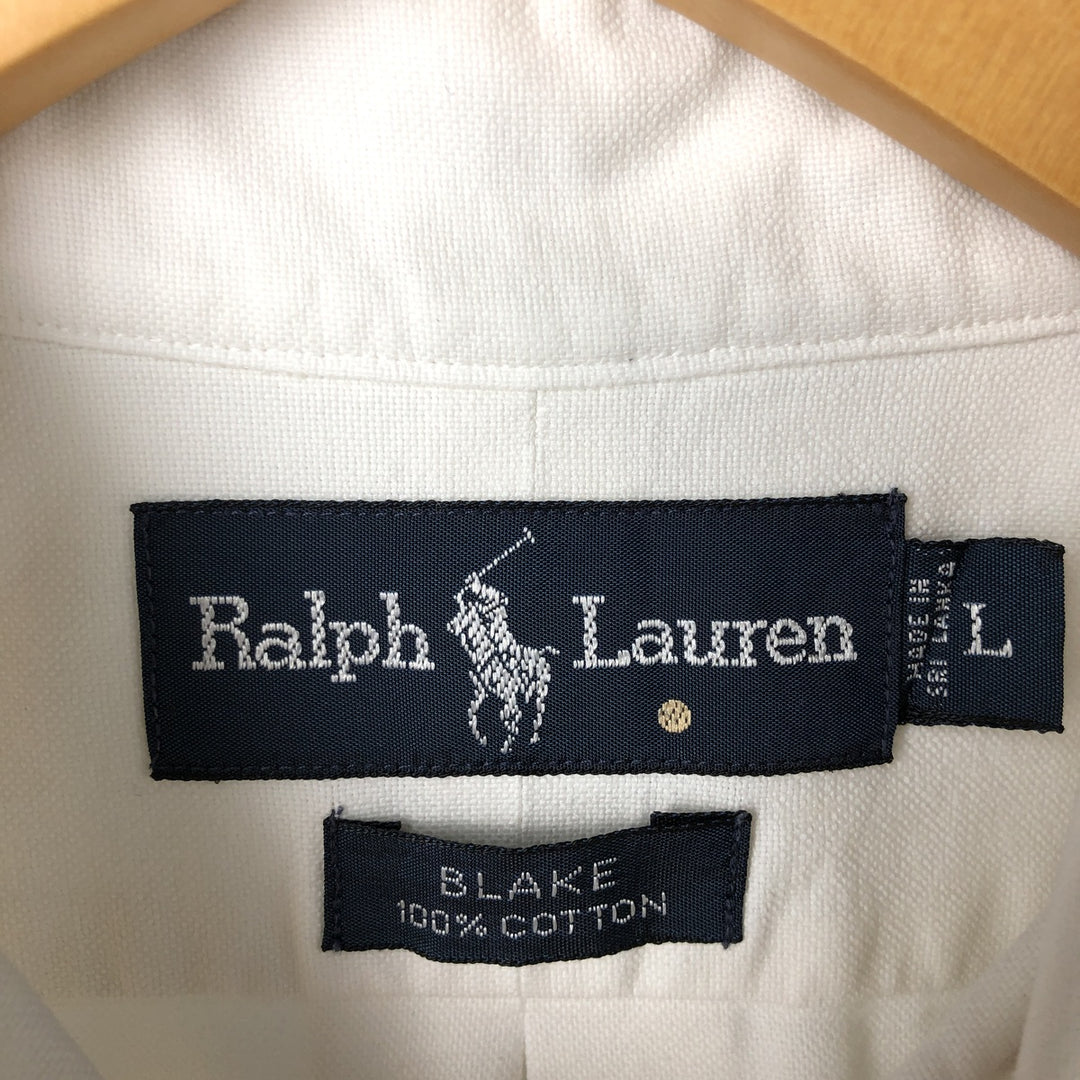 Ralph Lauren
MADE IN
SRI LANKA
L
BLAKE
100% COTTON